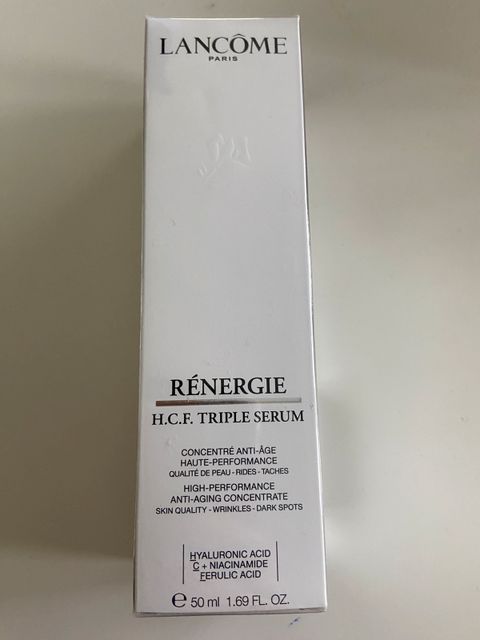 LANCÔME
PARIS
RÉNERGIE
H.C.F. TRIPLE SERUM
CONCENTRÉ ANTI-ÂGE
HAUTE-PERFORMANCE
QUALITÉ DE PEAU - RIDES - TACHES
HIGH-PERFORMANCE
ANTI-AGING CONCENTRATE
SKIN QUALITY - WRINKLES - DARK SPOTS
HYALURONIC ACID
C + NIACINAMIDE
FERULIC ACID
℮ 50 ml 1.69 FL. OZ.